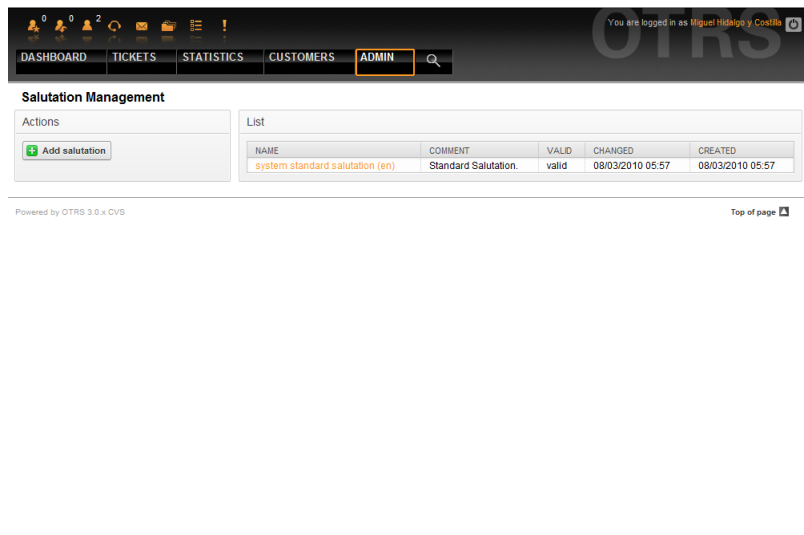 0 0 2
You are logged in as Miguel Hidalgo y Costilla
OTRS
DASHBOARD TICKETS STATISTICS CUSTOMERS ADMIN
Salutation Management
Actions
Add salutation
List
NAME COMMENT VALID CHANGED CREATED
system standard salutation (en) Standard Salutation. valid 08/03/2010 05:57 08/03/2010 05:57
Powered by OTRS 3.0.x CVS
Top of page